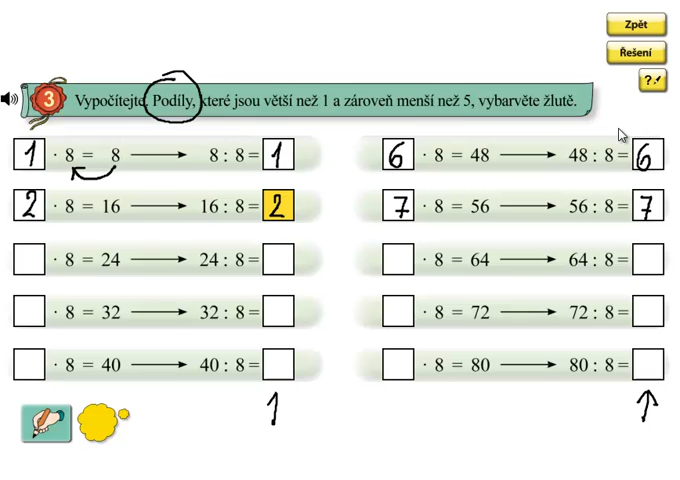 Zpět
Řešení
?
3 Vypočítejte. Podíly, které jsou větší než 1 a zároveň menší než 5, vybarvěte žlutě.
1 · 8 = 8 ⟶ 8 : 8 = 1
2 · 8 = 16 ⟶ 16 : 8 = 2
· 8 = 24 ⟶ 24 : 8 =
· 8 = 32 ⟶ 32 : 8 =
· 8 = 40 ⟶ 40 : 8 =
6 · 8 = 48 ⟶ 48 : 8 = 6
7 · 8 = 56 ⟶ 56 : 8 = 7
· 8 = 64 ⟶ 64 : 8 =
· 8 = 72 ⟶ 72 : 8 =
· 8 = 80 ⟶ 80 : 8 =